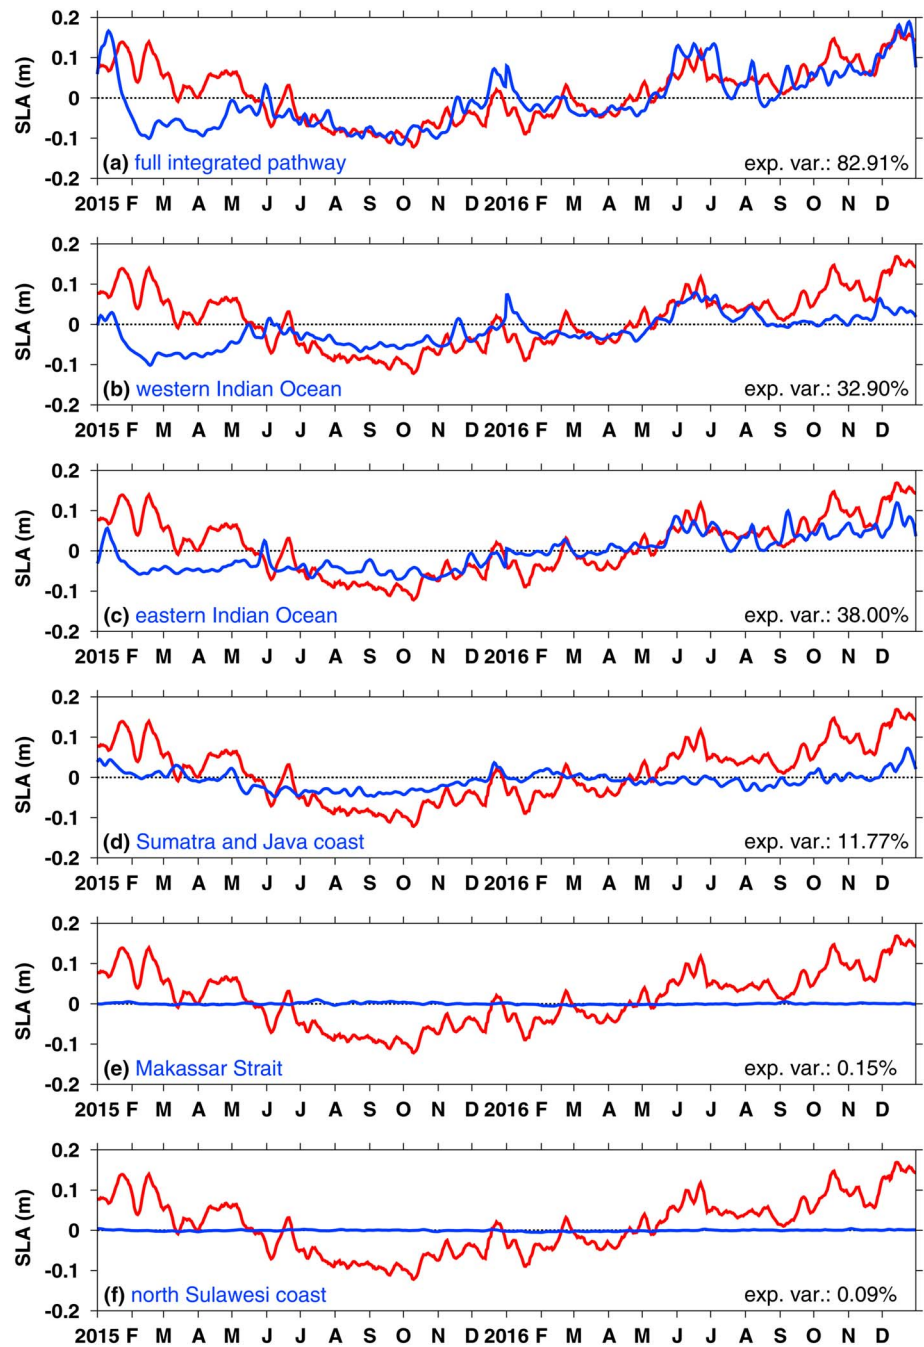 0.2
0.1
SLA (m)
0
-0.1
(a) full integrated pathway exp. var.: 82.91%
-0.2
2015 F M A M J J A S O N D 2016 F M A M J J A S O N D
0.2
0.1
SLA (m)
0
-0.1
(b) western Indian Ocean exp. var.: 32.90%
-0.2
2015 F M A M J J A S O N D 2016 F M A M J J A S O N D
0.2
0.1
SLA (m)
0
-0.1
(c) eastern Indian Ocean exp. var.: 38.00%
-0.2
2015 F M A M J J A S O N D 2016 F M A M J J A S O N D
0.2
0.1
SLA (m)
0
-0.1
(d) Sumatra and Java coast exp. var.: 11.77%
-0.2
2015 F M A M J J A S O N D 2016 F M A M J J A S O N D
0.2
0.1
SLA (m)
0
-0.1
(e) Makassar Strait exp. var.: 0.15%
-0.2
2015 F M A M J J A S O N D 2016 F M A M J J A S O N D
0.2
0.1
SLA (m)
0
-0.1
(f) north Sulawesi coast exp. var.: 0.09%
-0.2
2015 F M A M J J A S O N D 2016 F M A M J J A S O N D